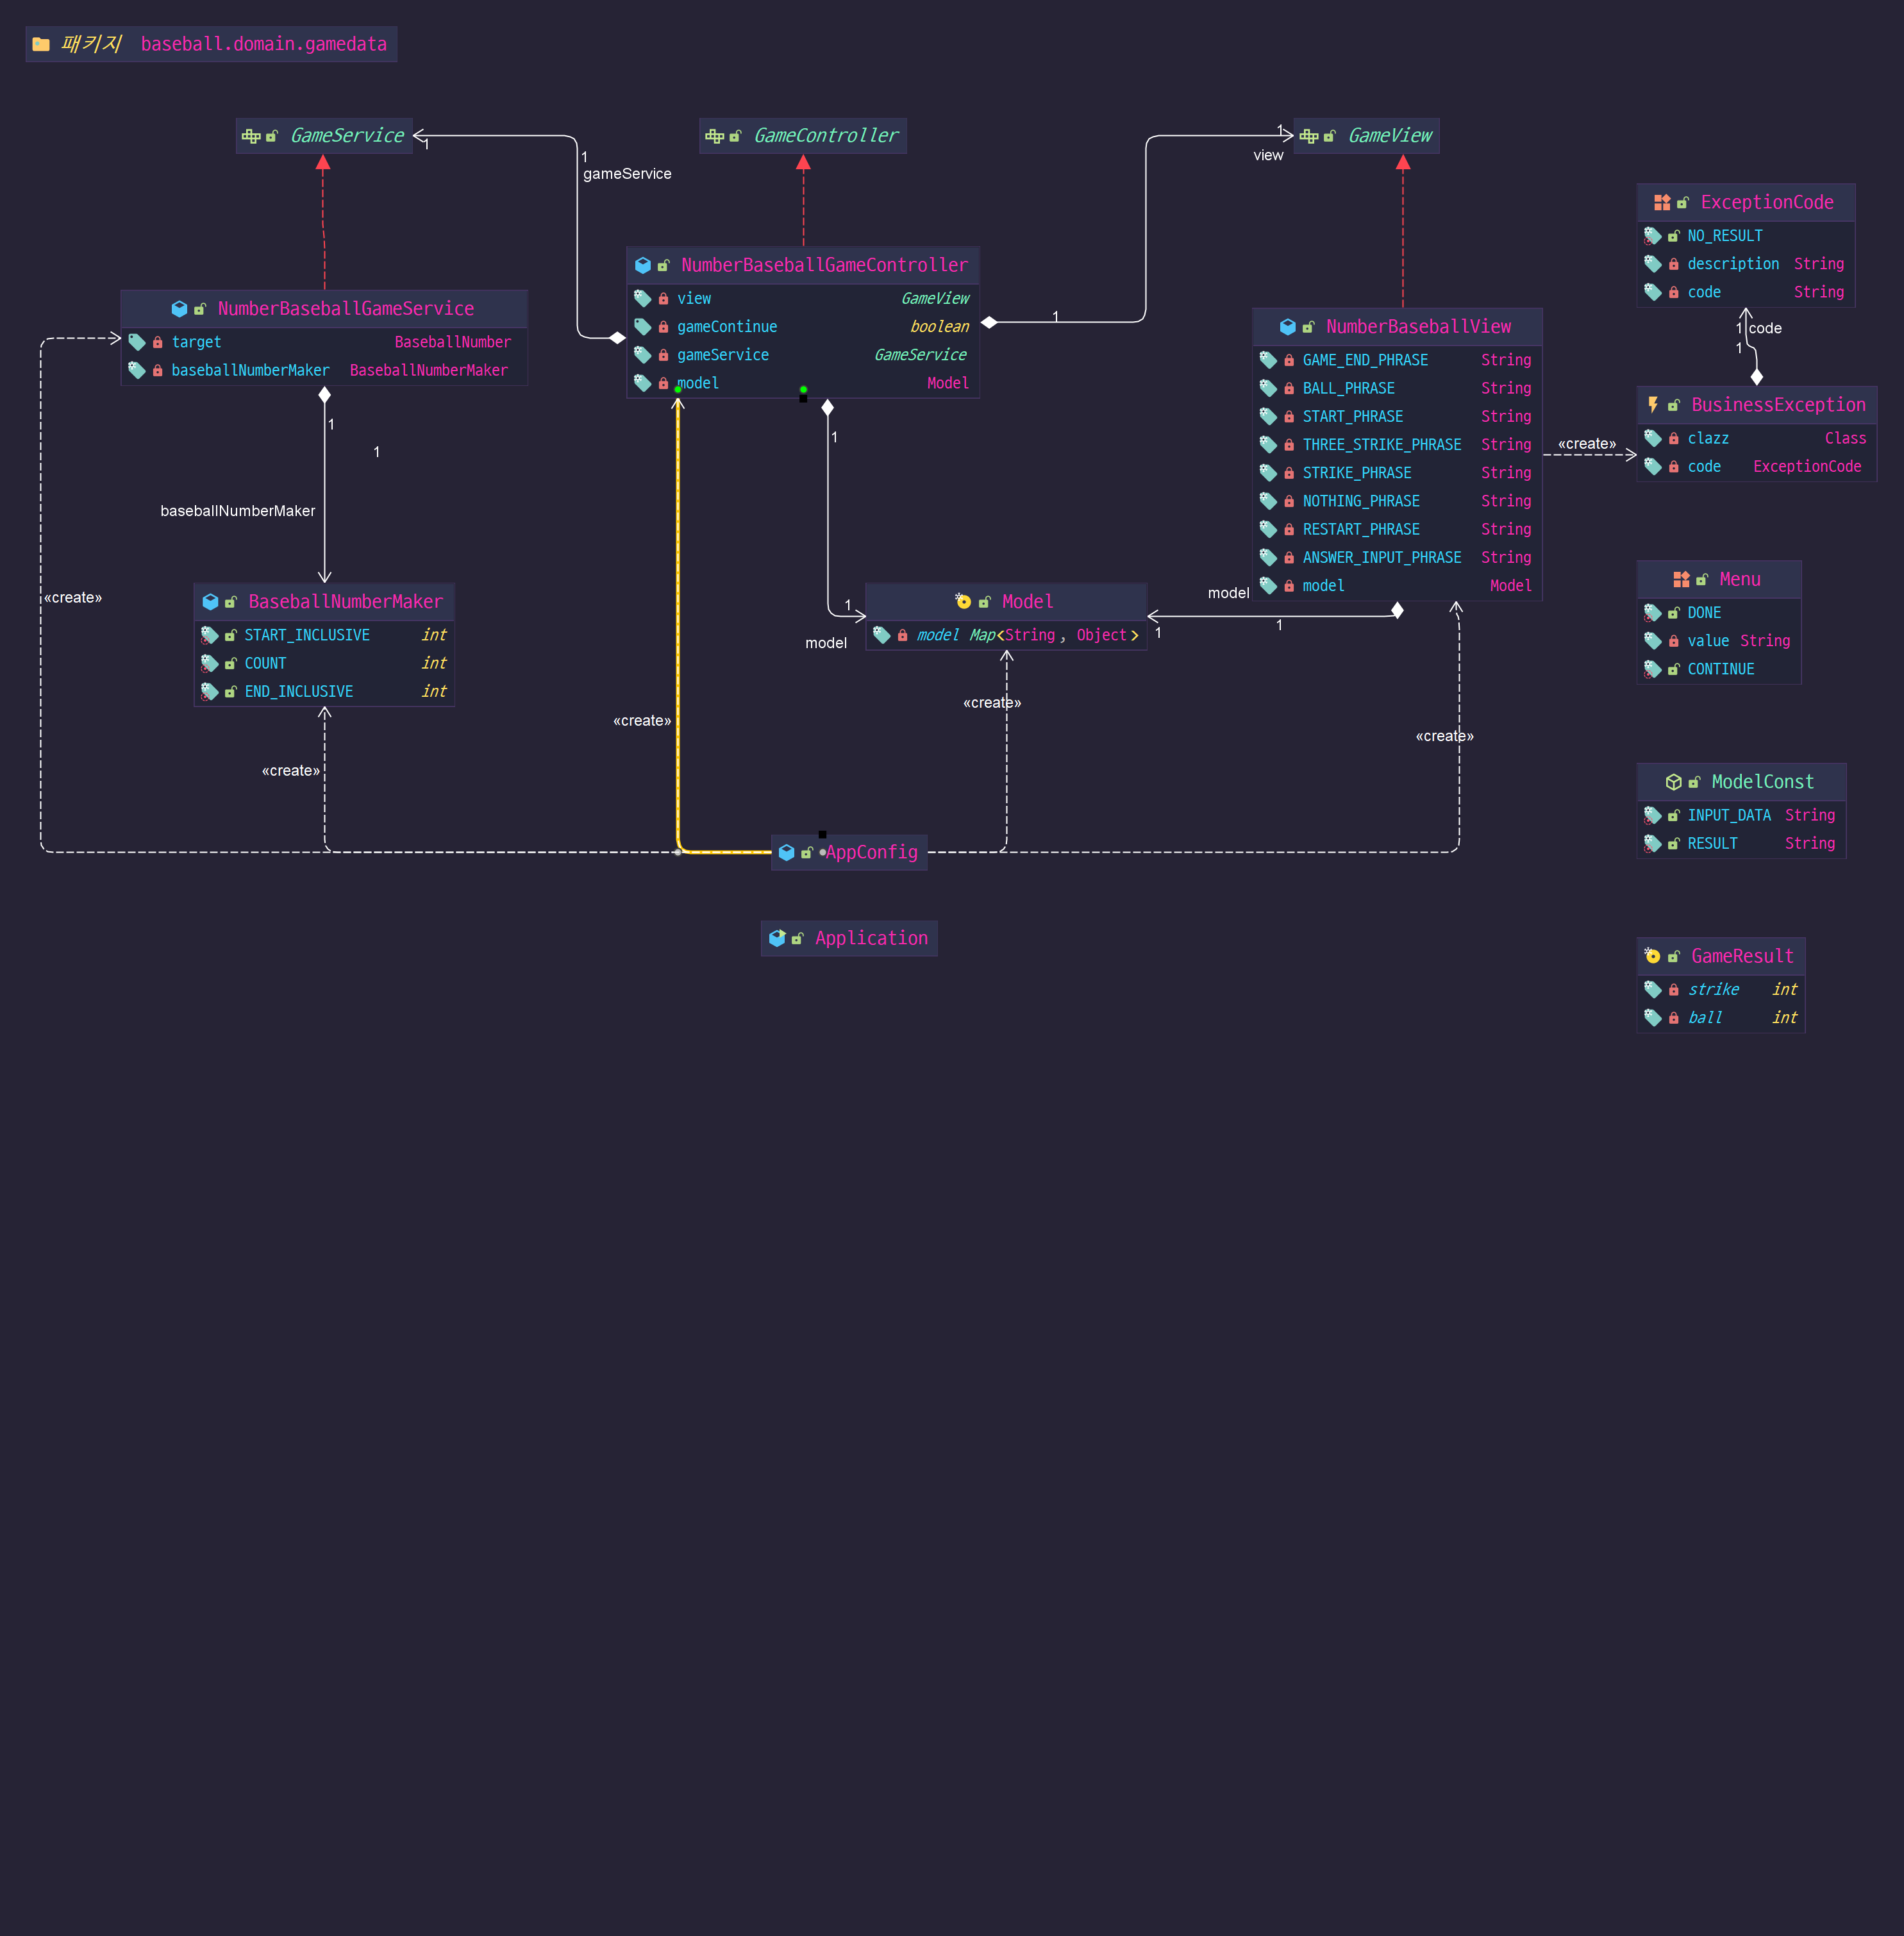 패키지 baseball.domain.gamedata
GameService
1
1
gameService
GameController
1
view
GameView
NumberBaseballGameService
target BaseballNumber
baseballNumberMaker BaseballNumberMaker
NumberBaseballGameController
view GameView
gameContinue boolean
gameService GameService
model Model
1
NumberBaseballView
GAME_END_PHRASE String
BALL_PHRASE String
START_PHRASE String
THREE_STRIKE_PHRASE String
STRIKE_PHRASE String
NOTHING_PHRASE String
RESTART_PHRASE String
ANSWER_INPUT_PHRASE String
model Model
ExceptionCode
NO_RESULT
description String
code String
1 code
1
BusinessException
clazz Class
code ExceptionCode
«create»
1
1
baseballNumberMaker
1
1
model
model
1
1
«create»
BaseballNumberMaker
START_INCLUSIVE int
COUNT int
END_INCLUSIVE int
Model
model Map<String, Object>
Menu
DONE
value String
CONTINUE
«create»
«create»
«create»
«create»
ModelConst
INPUT_DATA String
RESULT String
AppConfig
Application
GameResult
strike int
ball int